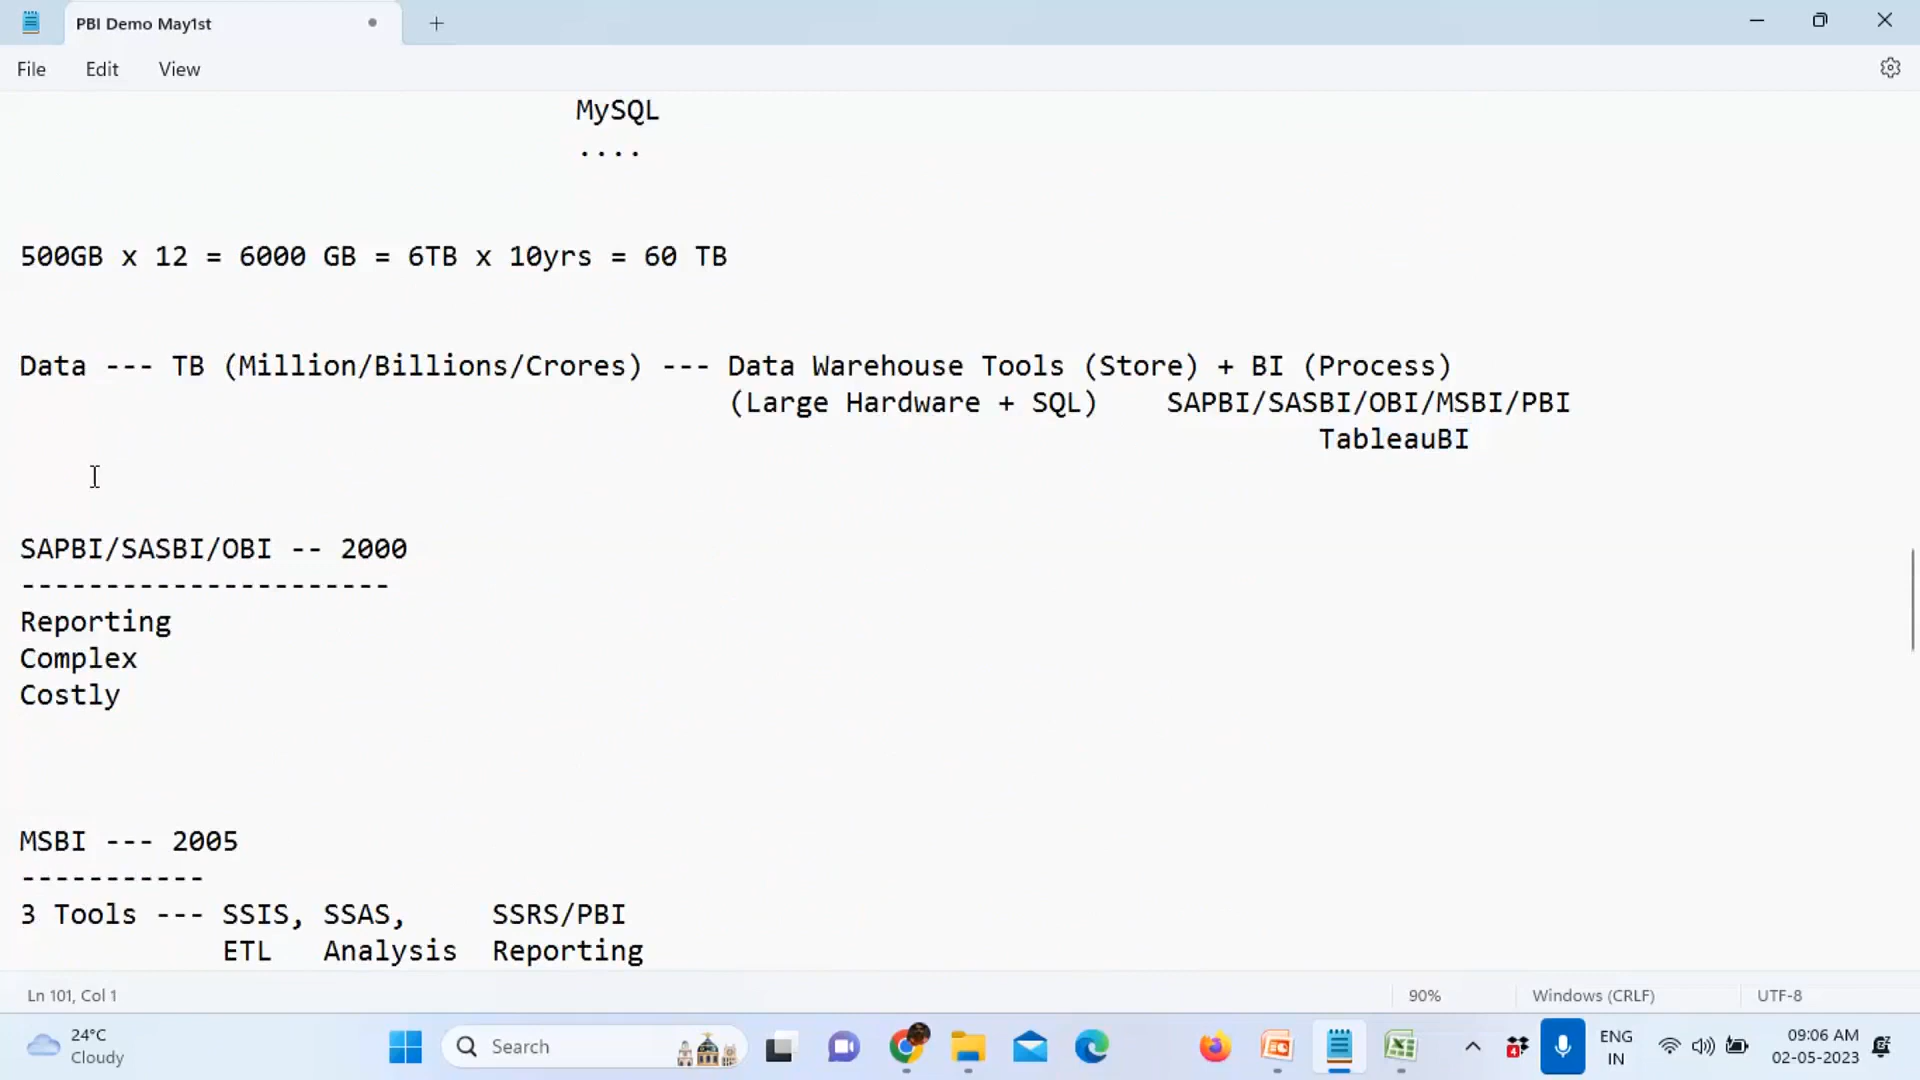 PBI Demo May1st
File Edit View
MySQL
....
500GB x 12 = 6000 GB = 6TB x 10yrs = 60 TB
Data --- TB (Million/Billions/Crores) --- Data Warehouse Tools (Store) + BI (Process)
(Large Hardware + SQL) SAPBI/SASBI/OBI/MSBI/PBI
TableauBI
SAPBI/SASBI/OBI -- 2000
----------------------
Reporting
Complex
Costly
MSBI --- 2005
-----------
3 Tools --- SSIS, SSAS, SSRS/PBI
ETL Analysis Reporting
Ln 101, Col 1 90% Windows (CRLF) UTF-8
24°C
Cloudy
Search
ENG
IN
09:06 AM
02-05-2023